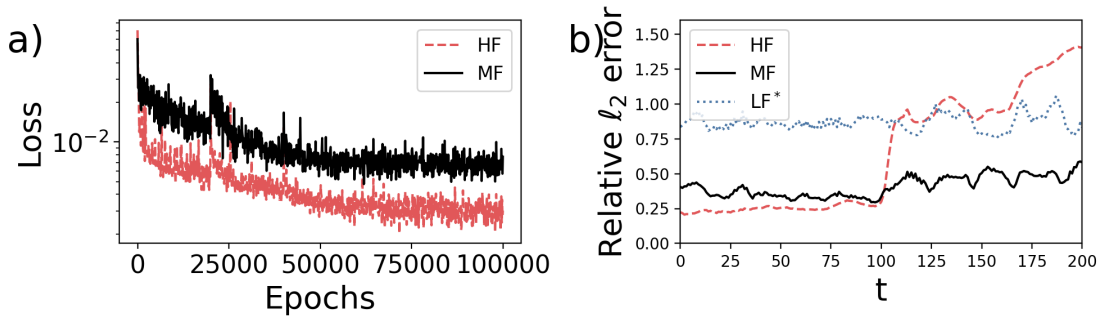 a)
Loss
10⁻²
HF
MF
0 25000 50000 75000 100000
Epochs
b)
Relative ℓ₂ error
1.50
1.25
1.00
0.75
0.50
0.25
0.00
HF
MF
LF*
0 25 50 75 100 125 150 175 200
t